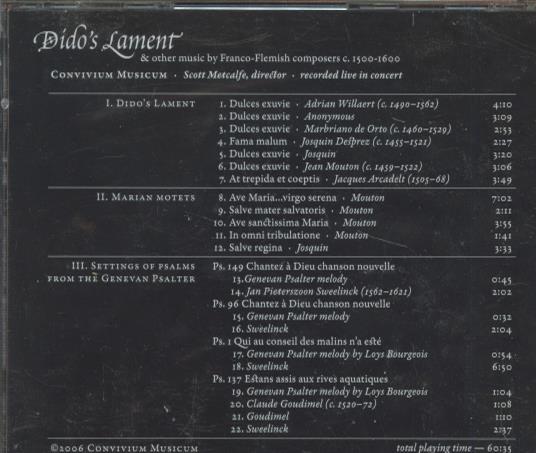 Dido's Lament
& other music by Franco-Flemish composers c. 1500-1600
Convivium Musicum · Scott Metcalfe, director · recorded live in concert
I. Dido's Lament 1. Dulces exuvie · Adrian Willaert (c. 1490–1562) 4:10
2. Dulces exuvie · Anonymous 3:09
3. Dulces exuvie · Marbriano de Orto (c. 1460–1529) 2:53
4. Fama malum · Josquin Desprez (c. 1455–1521) 2:27
5. Dulces exuvie · Josquin 3:20
6. Dulces exuvie · Jean Mouton (c. 1459–1522) 3:06
7. At trepida et coeptis · Jacques Arcadelt (1505–68) 3:49
II. Marian motets 8. Ave Maria...virgo serena · Mouton 7:02
9. Salve mater salvatoris · Mouton 2:11
10. Ave sanctissima Maria · Mouton 3:55
11. In omni tribulatione · Mouton 1:41
12. Salve regina · Josquin 3:33
III. Settings of psalms Ps. 149 Chantez à Dieu chanson nouvelle
from the Genevan Psalter 13. Genevan Psalter melody 0:45
14. Jan Pieterszoon Sweelinck (1562–1621) 2:02
Ps. 96 Chantez à Dieu chanson nouvelle
15. Genevan Psalter melody 0:32
16. Sweelinck 2:04
Ps. 1 Qui au conseil des malins n'a esté
17. Genevan Psalter melody by Loys Bourgeois 0:54
18. Sweelinck 6:50
Ps. 137 Estans assis aux rives aquatiques
19. Genevan Psalter melody by Loys Bourgeois 1:04
20. Claude Goudimel (c. 1520–72) 1:08
21. Goudimel 1:10
22. Sweelinck 2:37
©2006 Convivium Musicum total playing time — 60:35